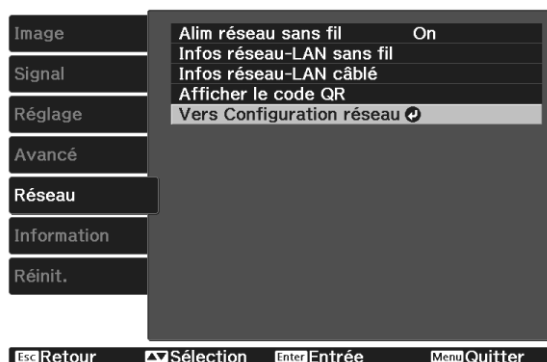 Image
Signal
Réglage
Avancé
Réseau
Information
Réinit.
Alim réseau sans fil On
Infos réseau-LAN sans fil
Infos réseau-LAN câblé
Afficher le code QR
Vers Configuration réseau
Esc Retour Sélection Enter Entrée Menu Quitter